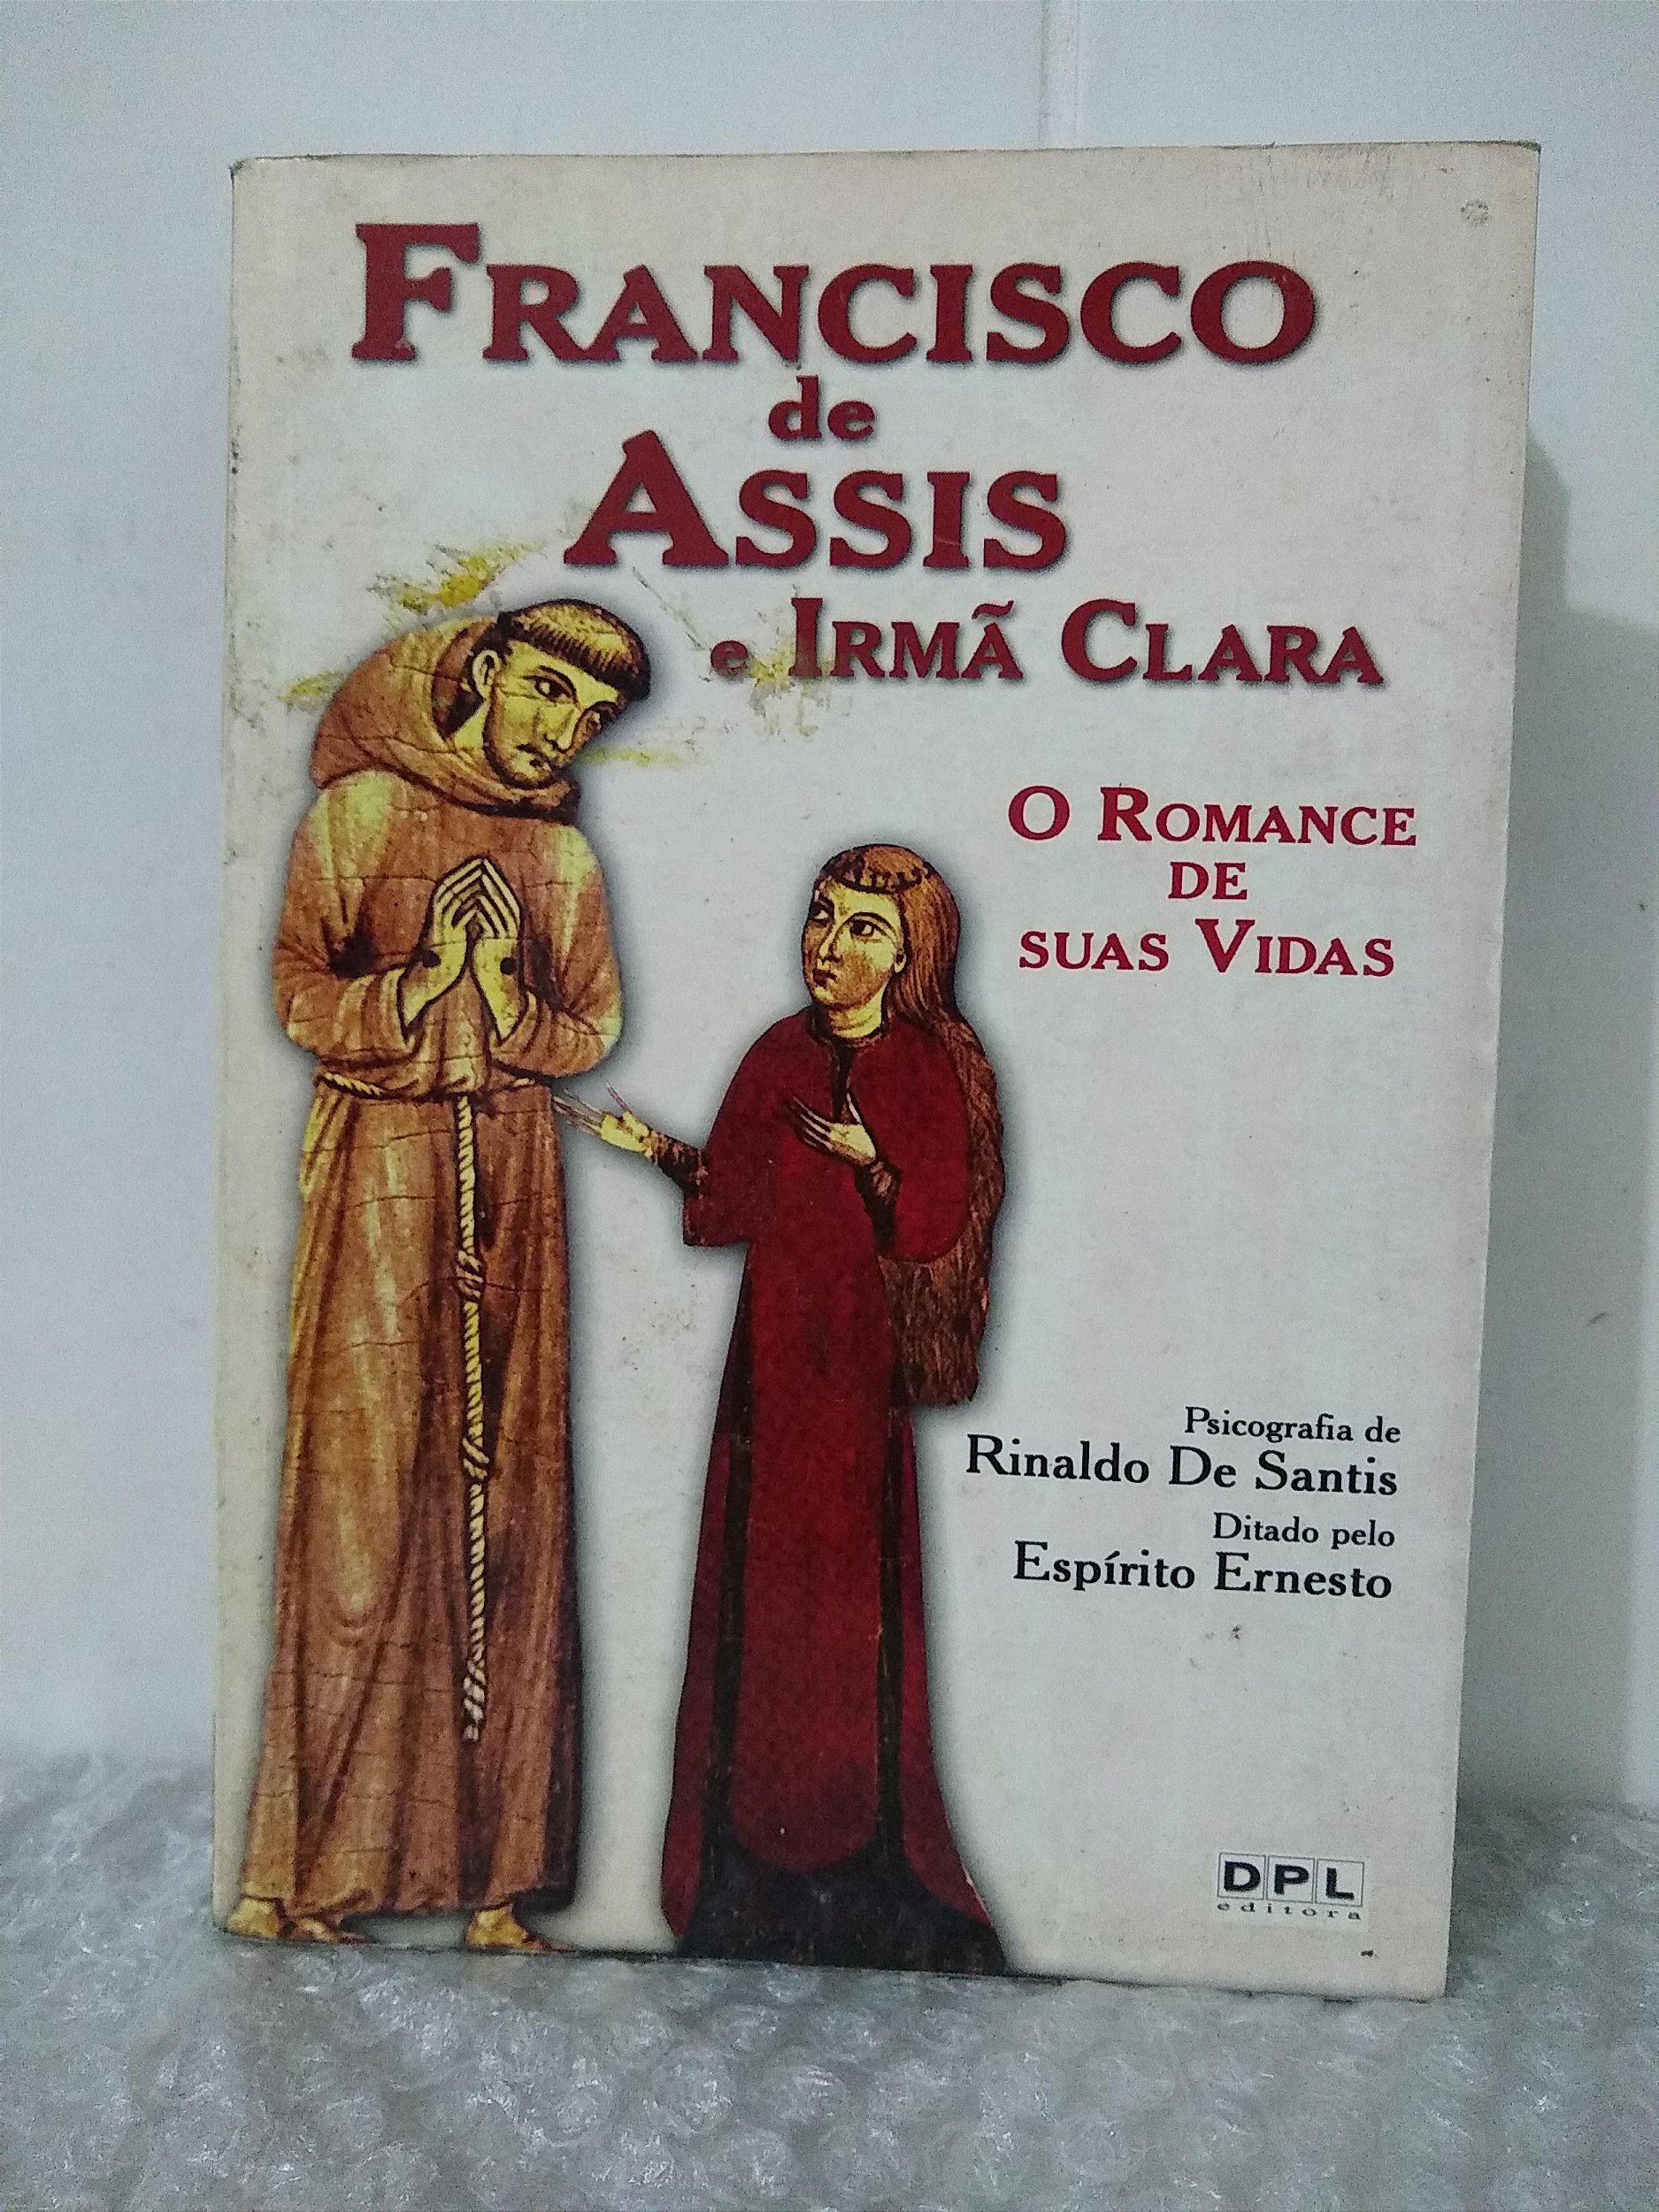 FRANCISCO
de
ASSIS
e IRMÃ CLARA
O ROMANCE
DE
SUAS VIDAS
Psicografia de
Rinaldo De Santis
Ditado pelo
Espírito Ernesto
DPL
editora